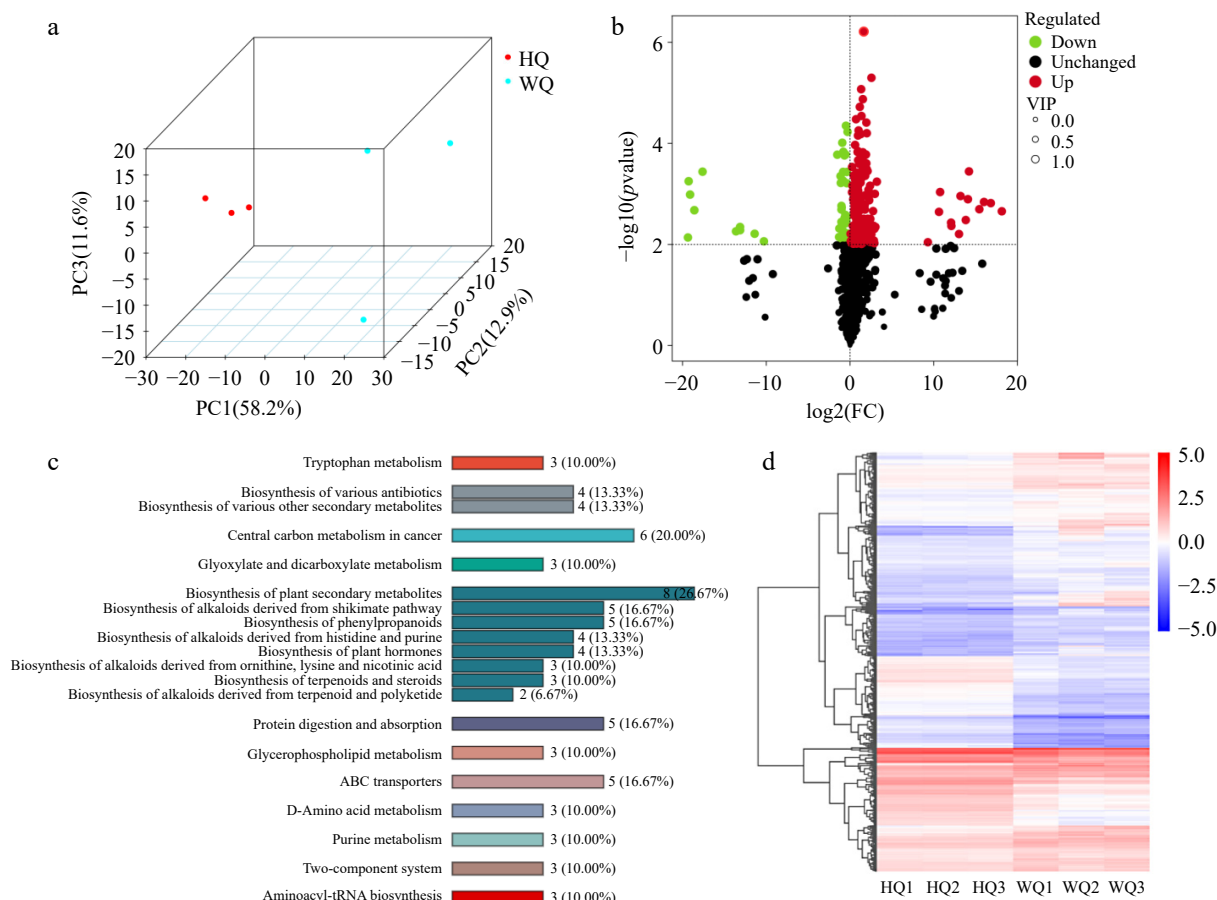 a
HQ
WQ
20
15
10
5
0
−5
−10
−15
−20
PC3(11.6%)
−30
−20
−10
0
10
20
30
PC1(58.2%)
−15
−10
−5
0
5
10
15
20
PC2(12.9%)
b
6
4
2
0
−log10(pvalue)
−20
−10
0
10
20
log2(FC)
Regulated
Down
Unchanged
Up
VIP
0.0
0.5
1.0
c
Tryptophan metabolism 3 (10.00%)
Biosynthesis of various antibiotics 4 (13.33%)
Biosynthesis of various other secondary metabolites 4 (13.33%)
Central carbon metabolism in cancer 6 (20.00%)
Glyoxylate and dicarboxylate metabolism 3 (10.00%)
Biosynthesis of plant secondary metabolites 8 (26.67%)
Biosynthesis of alkaloids derived from shikimate pathway 5 (16.67%)
Biosynthesis of phenylpropanoids 5 (16.67%)
Biosynthesis of alkaloids derived from histidine and purine 4 (13.33%)
Biosynthesis of plant hormones 4 (13.33%)
Biosynthesis of alkaloids derived from ornithine, lysine and nicotinic acid 3 (10.00%)
Biosynthesis of terpenoids and steroids 3 (10.00%)
Biosynthesis of alkaloids derived from terpenoid and polyketide 2 (6.67%)
Protein digestion and absorption 5 (16.67%)
Glycerophospholipid metabolism 3 (10.00%)
ABC transporters 5 (16.67%)
D-Amino acid metabolism 3 (10.00%)
Purine metabolism 3 (10.00%)
Two-component system 3 (10.00%)
Aminoacyl-tRNA biosynthesis 3 (10.00%)
d
5.0
2.5
0.0
−2.5
−5.0
HQ1 HQ2 HQ3 WQ1 WQ2 WQ3